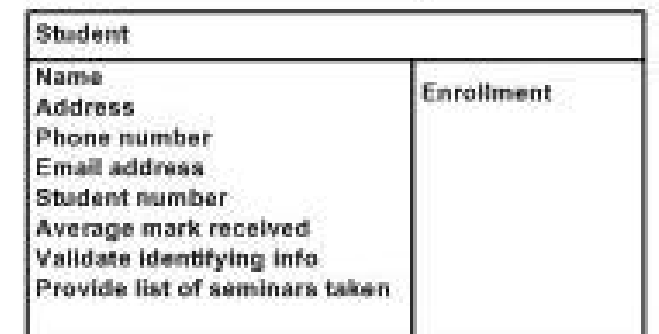 Student
Name
Address
Phone number
Email address
Student number
Average mark received
Validate identifying info
Provide list of seminars taken
Enrollment